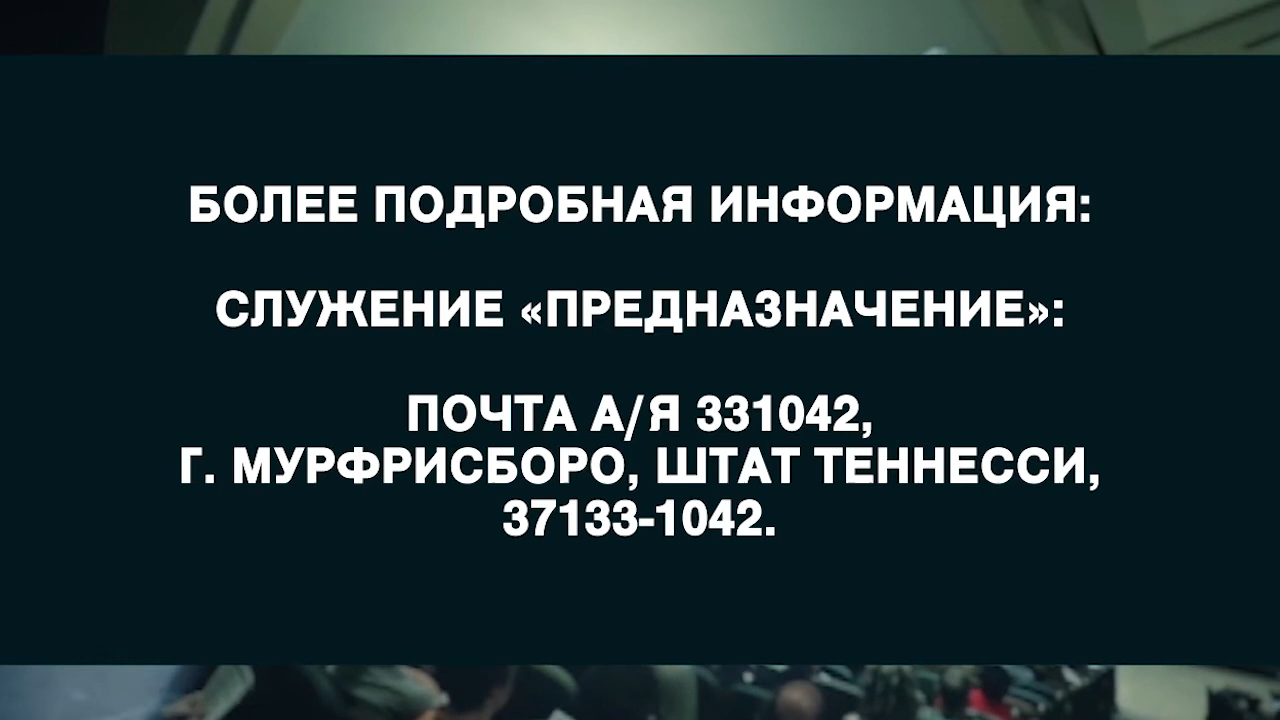 БОЛЕЕ ПОДРОБНАЯ ИНФОРМАЦИЯ:
СЛУЖЕНИЕ «ПРЕДНАЗНАЧЕНИЕ»:
ПОЧТА А/Я 331042,
Г. МУРФРИСБОРО, ШТАТ ТЕННЕССИ,
37133-1042.